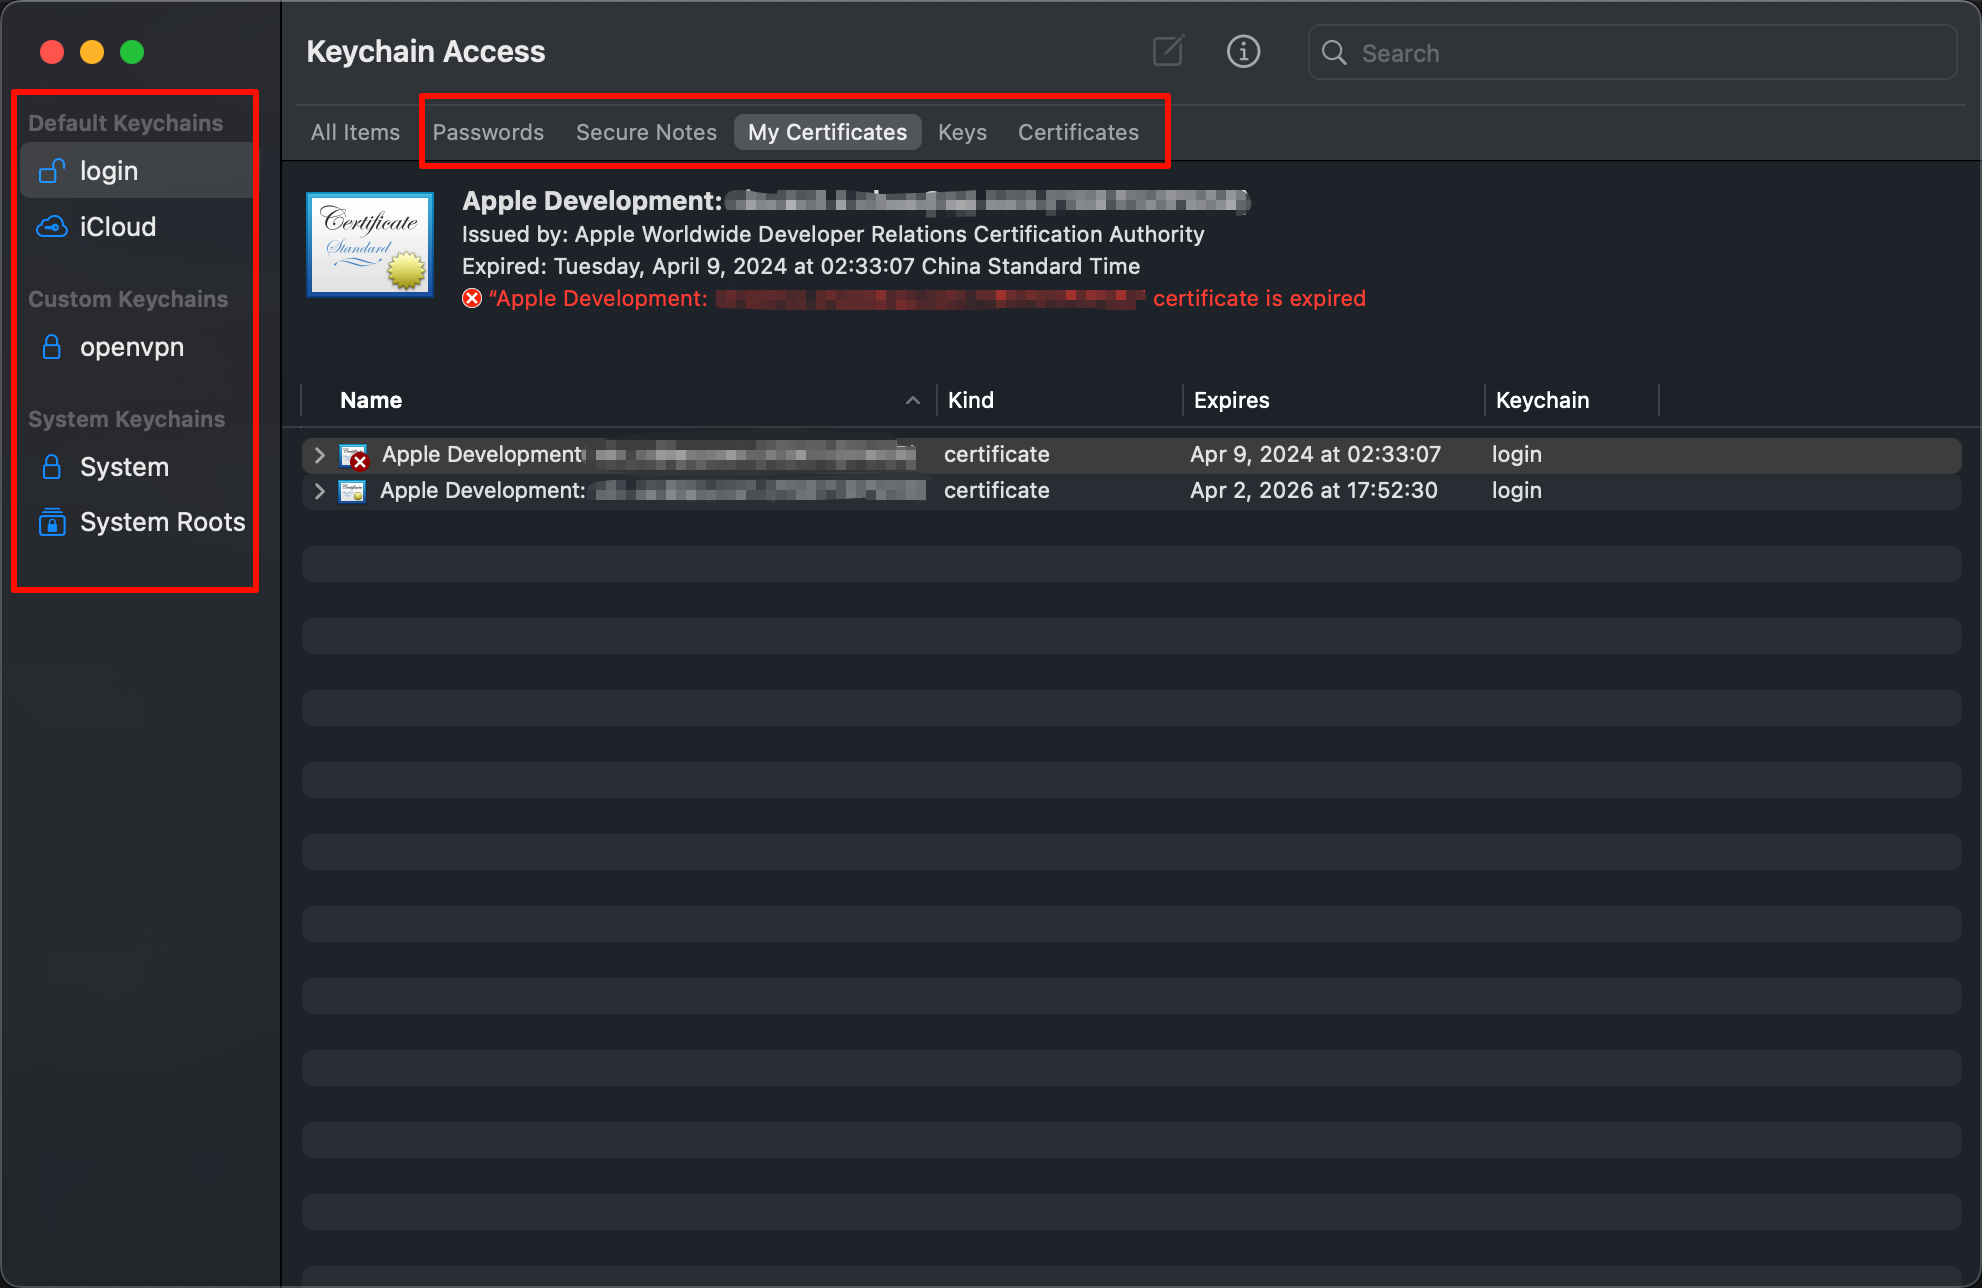 Keychain Access
Search
Default Keychains
login
iCloud
Custom Keychains
openvpn
System Keychains
System
System Roots
All Items Passwords Secure Notes My Certificates Keys Certificates
Certificate
Standard
Apple Development:
Issued by: Apple Worldwide Developer Relations Certification Authority
Expired: Tuesday, April 9, 2024 at 02:33:07 China Standard Time
“Apple Development: certificate is expired
Name Kind Expires Keychain
Apple Development: certificate Apr 9, 2024 at 02:33:07 login
Apple Development: certificate Apr 2, 2026 at 17:52:30 login